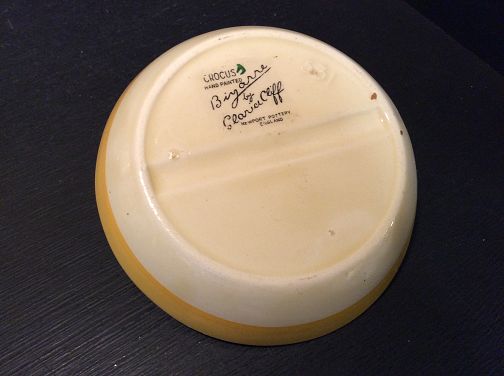 CROCUS
HAND PAINTED
Bizarre
by
Clarice Cliff
NEWPORT POTTERY
ENGLAND